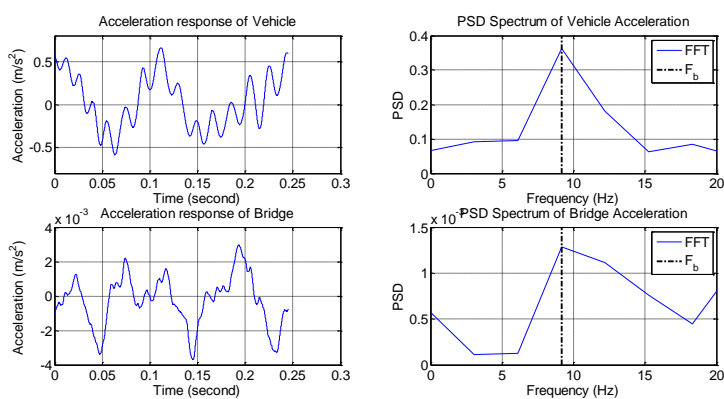 Acceleration response of Vehicle
Acceleration (m/s²)
0.5
0
-0.5
0 0.05 0.1 0.15 0.2 0.25 0.3
Time (second)
PSD Spectrum of Vehicle Acceleration
PSD
0.4
0.3
0.2
0.1
0
0 5 10 15 20
Frequency (Hz)
FFT
F_b
Acceleration response of Bridge
x 10⁻³
Acceleration (m/s²)
4
2
0
-2
-4
0 0.05 0.1 0.15 0.2 0.25 0.3
Time (second)
PSD Spectrum of Bridge Acceleration
PSD
1.5
1
0.5
0
0 5 10 15 20
Frequency (Hz)
FFT
F_b